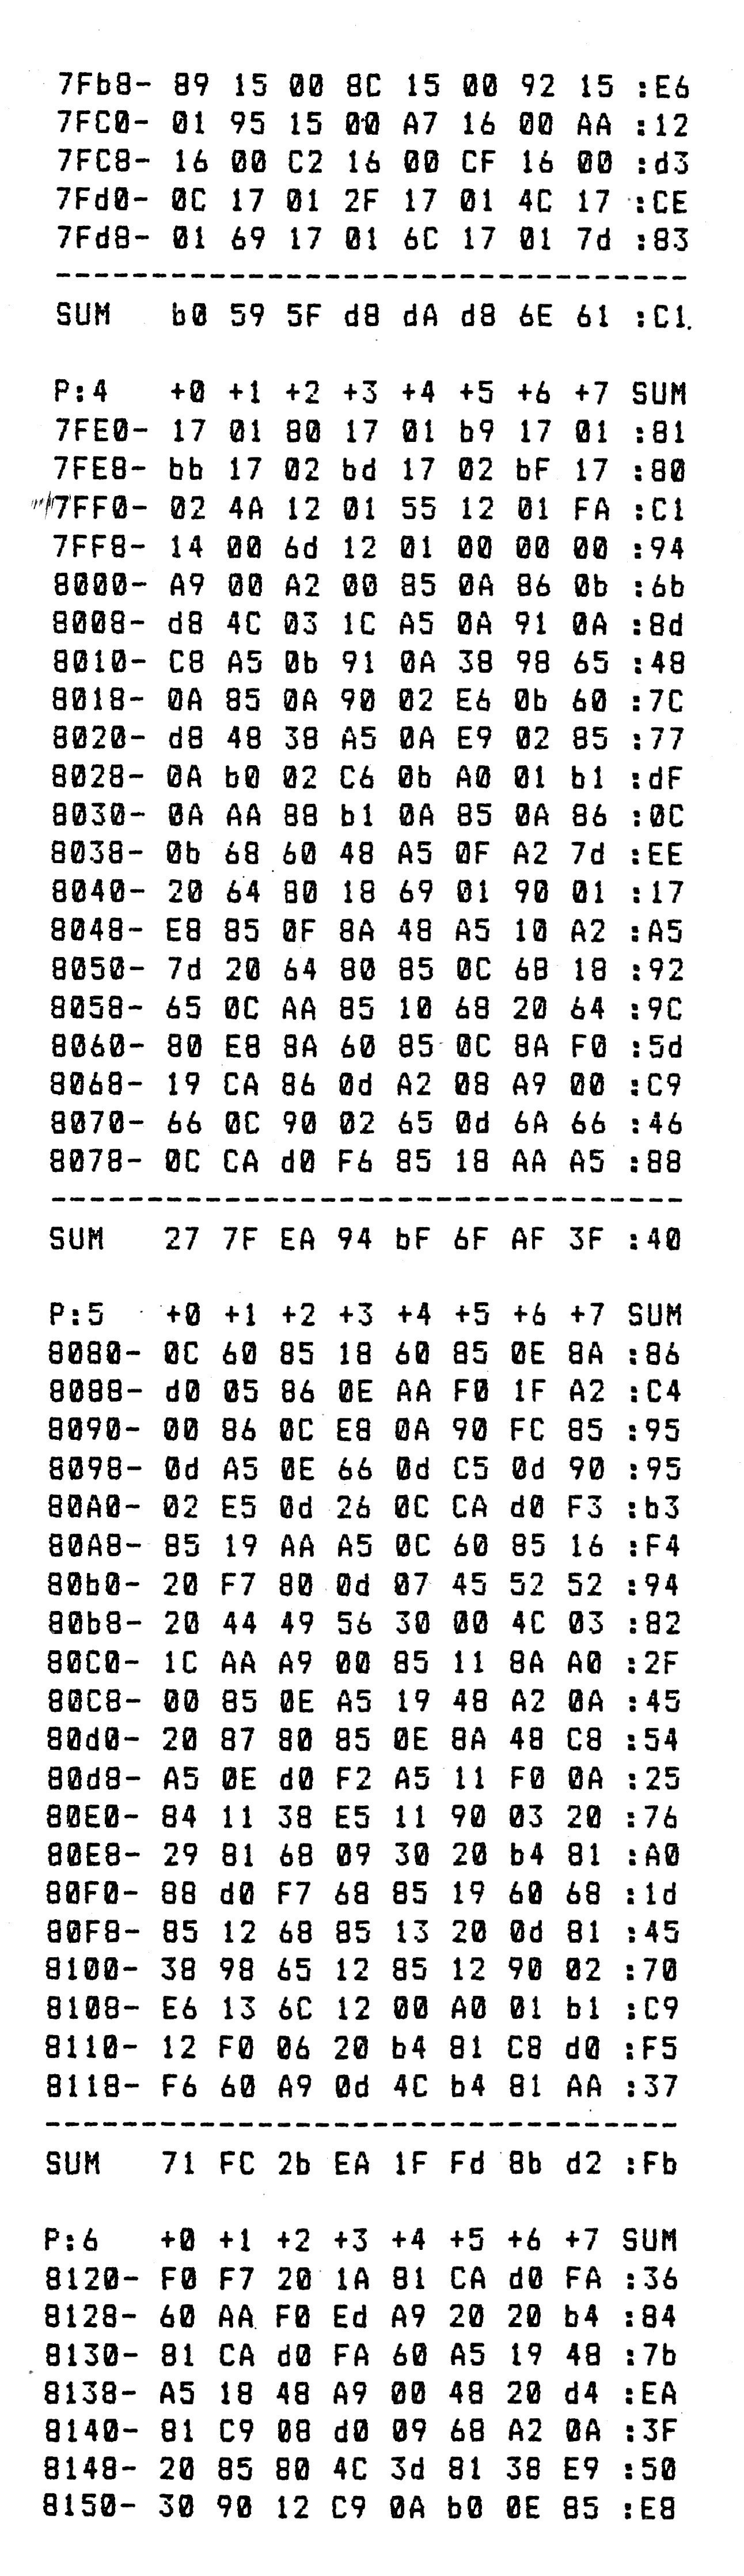 7Fb8- 89 15 00 8C 15 00 92 15 :E6
7FC0- 01 95 15 00 A7 16 00 AA :12
7FC8- 16 00 C2 16 00 CF 16 00 :d3
7Fd0- 0C 17 01 2F 17 01 4C 17 :CE
7Fd8- 01 69 17 01 6C 17 01 7d :83
---------------------------------
SUM b0 59 5F d8 dA d8 6E 61 :C1
P:4 +0 +1 +2 +3 +4 +5 +6 +7 SUM
7FE0- 17 01 80 17 01 b9 17 01 :81
7FE8- bb 17 02 bd 17 02 bF 17 :80
7FF0- 02 4A 12 01 55 12 01 FA :C1
7FF8- 14 00 6d 12 01 00 00 00 :94
8000- A9 00 A2 00 85 0A 86 0b :6b
8008- d8 4C 03 1C A5 0A 91 0A :8d
8010- C8 A5 0b 91 0A 38 98 65 :48
8018- 0A 85 0A 90 02 E6 0b 60 :7C
8020- d8 48 38 A5 0A E9 02 85 :77
8028- 0A b0 02 C6 0b A0 01 b1 :dF
8030- 0A AA 88 b1 0A 85 0A 86 :0C
8038- 0b 68 60 48 A5 0F A2 7d :EE
8040- 20 64 80 18 69 01 90 01 :17
8048- E8 85 0F 8A 48 A5 10 A2 :A5
8050- 7d 20 64 80 85 0C 68 18 :92
8058- 65 0C AA 85 10 68 20 64 :9C
8060- 80 E8 8A 60 85 0C 8A F0 :5d
8068- 19 CA 86 0d A2 08 A9 00 :C9
8070- 66 0C 90 02 65 0d 6A 66 :46
8078- 0C CA d0 F6 85 18 AA A5 :88
---------------------------------
SUM 27 7F EA 94 bF 6F AF 3F :40
P:5 +0 +1 +2 +3 +4 +5 +6 +7 SUM
8080- 0C 60 85 18 60 85 0E 8A :86
8088- d0 05 86 0E AA F0 1F A2 :C4
8090- 00 86 0C E8 0A 90 FC 85 :95
8098- 0d A5 0E 66 0d C5 0d 90 :95
80A0- 02 E5 0d 26 0C CA d0 F3 :b3
80A8- 85 19 AA A5 0C 60 85 16 :F4
80b0- 20 F7 80 0d 07 45 52 52 :94
80b8- 20 44 49 56 30 00 4C 03 :82
80C0- 1C AA A9 00 85 11 8A A0 :2F
80C8- 00 85 0E A5 19 48 A2 0A :45
80d0- 20 87 80 85 0E 8A 48 C8 :54
80d8- A5 0E d0 F2 A5 11 F0 0A :25
80E0- 84 11 38 E5 11 90 03 20 :76
80E8- 29 81 68 09 30 20 b4 81 :A0
80F0- 88 d0 F7 68 85 19 60 68 :1d
80F8- 85 12 68 85 13 20 0d 81 :45
8100- 38 98 65 12 85 12 90 02 :70
8108- E6 13 6C 12 00 A0 01 b1 :C9
8110- 12 F0 06 20 b4 81 C8 d0 :F5
8118- F6 60 A9 0d 4C b4 81 AA :37
---------------------------------
SUM 71 FC 2b EA 1F Fd 8b d2 :Fb
P:6 +0 +1 +2 +3 +4 +5 +6 +7 SUM
8120- F0 F7 20 1A 81 CA d0 FA :36
8128- 60 AA F0 Ed A9 20 20 b4 :84
8130- 81 CA d0 FA 60 A5 19 48 :7b
8138- A5 18 48 A9 00 48 20 d4 :EA
8140- 81 C9 08 d0 09 68 A2 0A :3F
8148- 20 85 80 4C 3d 81 38 E9 :50
8150- 30 90 12 C9 0A b0 0E 85 :E8